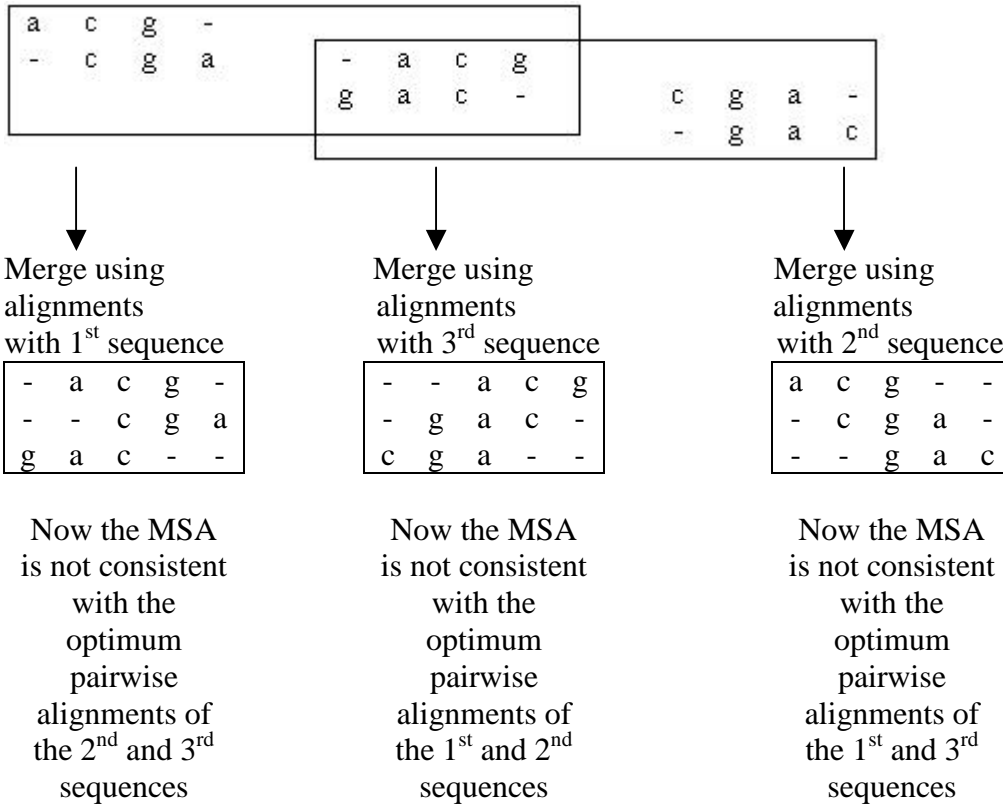 a c g -
- c g a
- a c g
g a c -
c g a -
- g a c
Merge using
alignments
with 1st sequence
- a c g -
- - c g a
g a c - -
Now the MSA
is not consistent
with the
optimum
pairwise
alignments of
the 2nd and 3rd
sequences
Merge using
alignments
with 3rd sequence
- - a c g
- g a c -
c g a - -
Now the MSA
is not consistent
with the
optimum
pairwise
alignments of
the 1st and 2nd
sequences
Merge using
alignments
with 2nd sequence
a c g - -
- c g a -
- - g a c
Now the MSA
is not consistent
with the
optimum
pairwise
alignments of
the 1st and 3rd
sequences